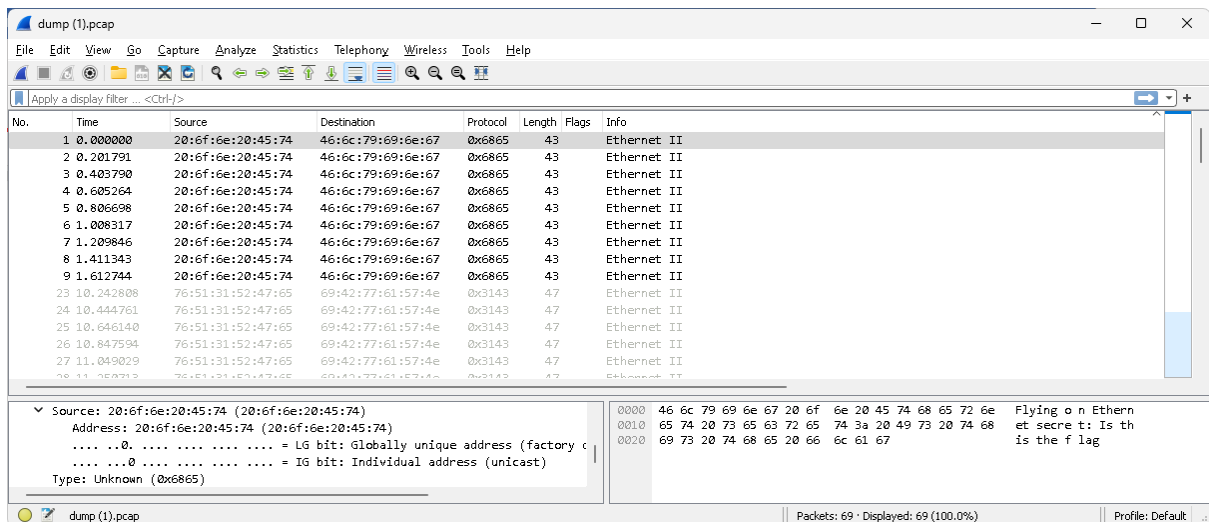 dump (1).pcap
File Edit View Go Capture Analyze Statistics Telephony Wireless Tools Help
Apply a display filter ... <Ctrl-/>
No. Time Source Destination Protocol Length Flags Info
1 0.000000 20:6f:6e:20:45:74 46:6c:79:69:6e:67 0x6865 43 Ethernet II
2 0.201791 20:6f:6e:20:45:74 46:6c:79:69:6e:67 0x6865 43 Ethernet II
3 0.403790 20:6f:6e:20:45:74 46:6c:79:69:6e:67 0x6865 43 Ethernet II
4 0.605264 20:6f:6e:20:45:74 46:6c:79:69:6e:67 0x6865 43 Ethernet II
5 0.806698 20:6f:6e:20:45:74 46:6c:79:69:6e:67 0x6865 43 Ethernet II
6 1.008317 20:6f:6e:20:45:74 46:6c:79:69:6e:67 0x6865 43 Ethernet II
7 1.209846 20:6f:6e:20:45:74 46:6c:79:69:6e:67 0x6865 43 Ethernet II
8 1.411343 20:6f:6e:20:45:74 46:6c:79:69:6e:67 0x6865 43 Ethernet II
9 1.612744 20:6f:6e:20:45:74 46:6c:79:69:6e:67 0x6865 43 Ethernet II
23 10.242808 76:51:31:52:47:65 69:42:77:61:57:4e 0x3143 47 Ethernet II
24 10.444761 76:51:31:52:47:65 69:42:77:61:57:4e 0x3143 47 Ethernet II
25 10.646140 76:51:31:52:47:65 69:42:77:61:57:4e 0x3143 47 Ethernet II
26 10.847594 76:51:31:52:47:65 69:42:77:61:57:4e 0x3143 47 Ethernet II
27 11.049029 76:51:31:52:47:65 69:42:77:61:57:4e 0x3143 47 Ethernet II
Source: 20:6f:6e:20:45:74 (20:6f:6e:20:45:74)
Address: 20:6f:6e:20:45:74 (20:6f:6e:20:45:74)
.... ..0. .... .... .... .... = LG bit: Globally unique address (factory
.... ...0 .... .... .... .... = IG bit: Individual address (unicast)
Type: Unknown (0x6865)
0000 46 6c 79 69 6e 67 20 6f 6e 20 45 74 68 65 72 6e Flying o n Ethern
0010 65 74 20 73 65 63 72 65 74 3a 20 49 73 20 74 68 et secre t: Is th
0020 69 73 20 74 68 65 20 66 6c 61 67 is the f lag
dump (1).pcap Packets: 69 · Displayed: 69 (100.0%) Profile: Default